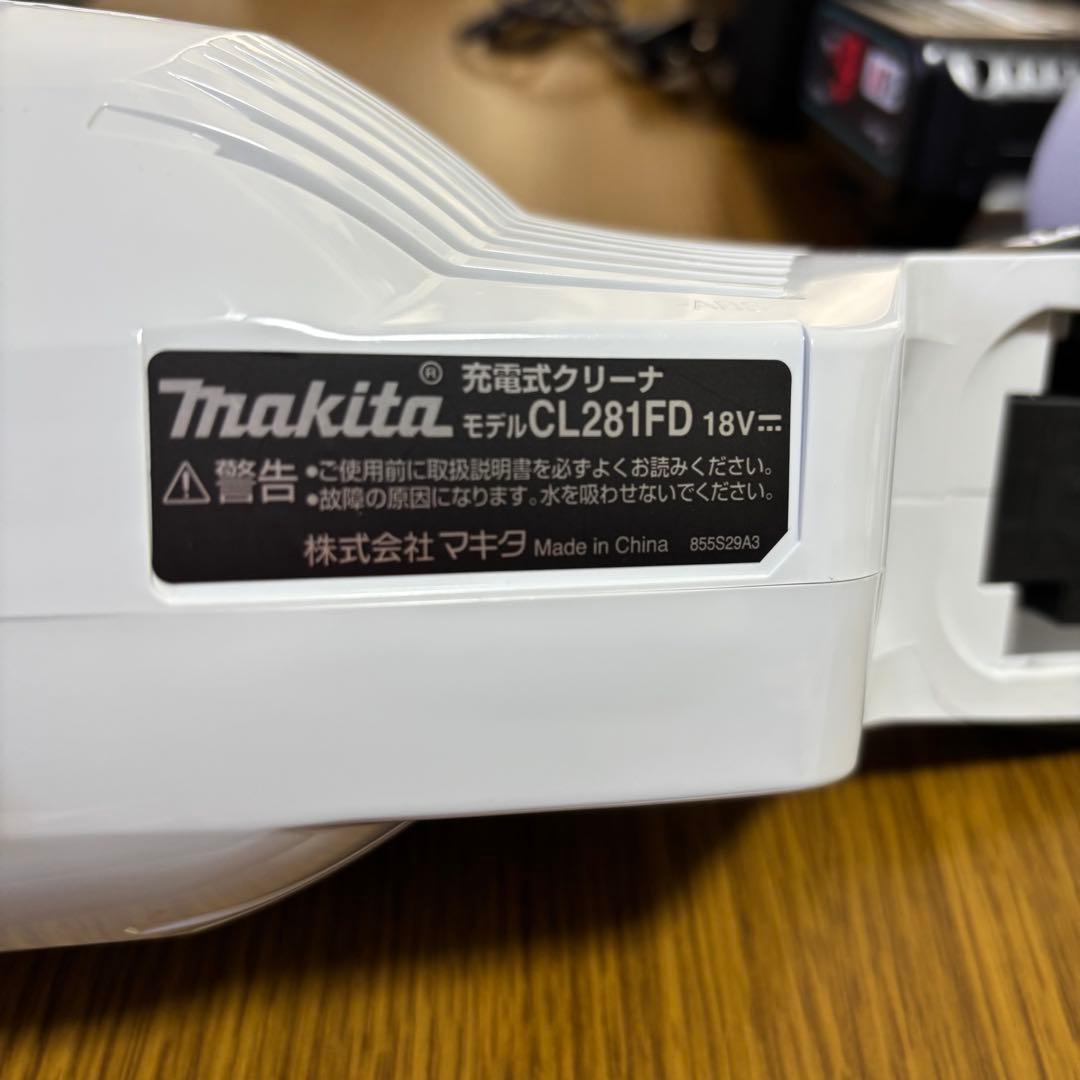 makita® 充電式クリーナ
モデルCL281FD 18V⎓
⚠警告 •ご使用前に取扱説明書を必ずよくお読みください。
•故障の原因になります。水を吸わせないでください。
株式会社マキタ Made in China 855S29A3